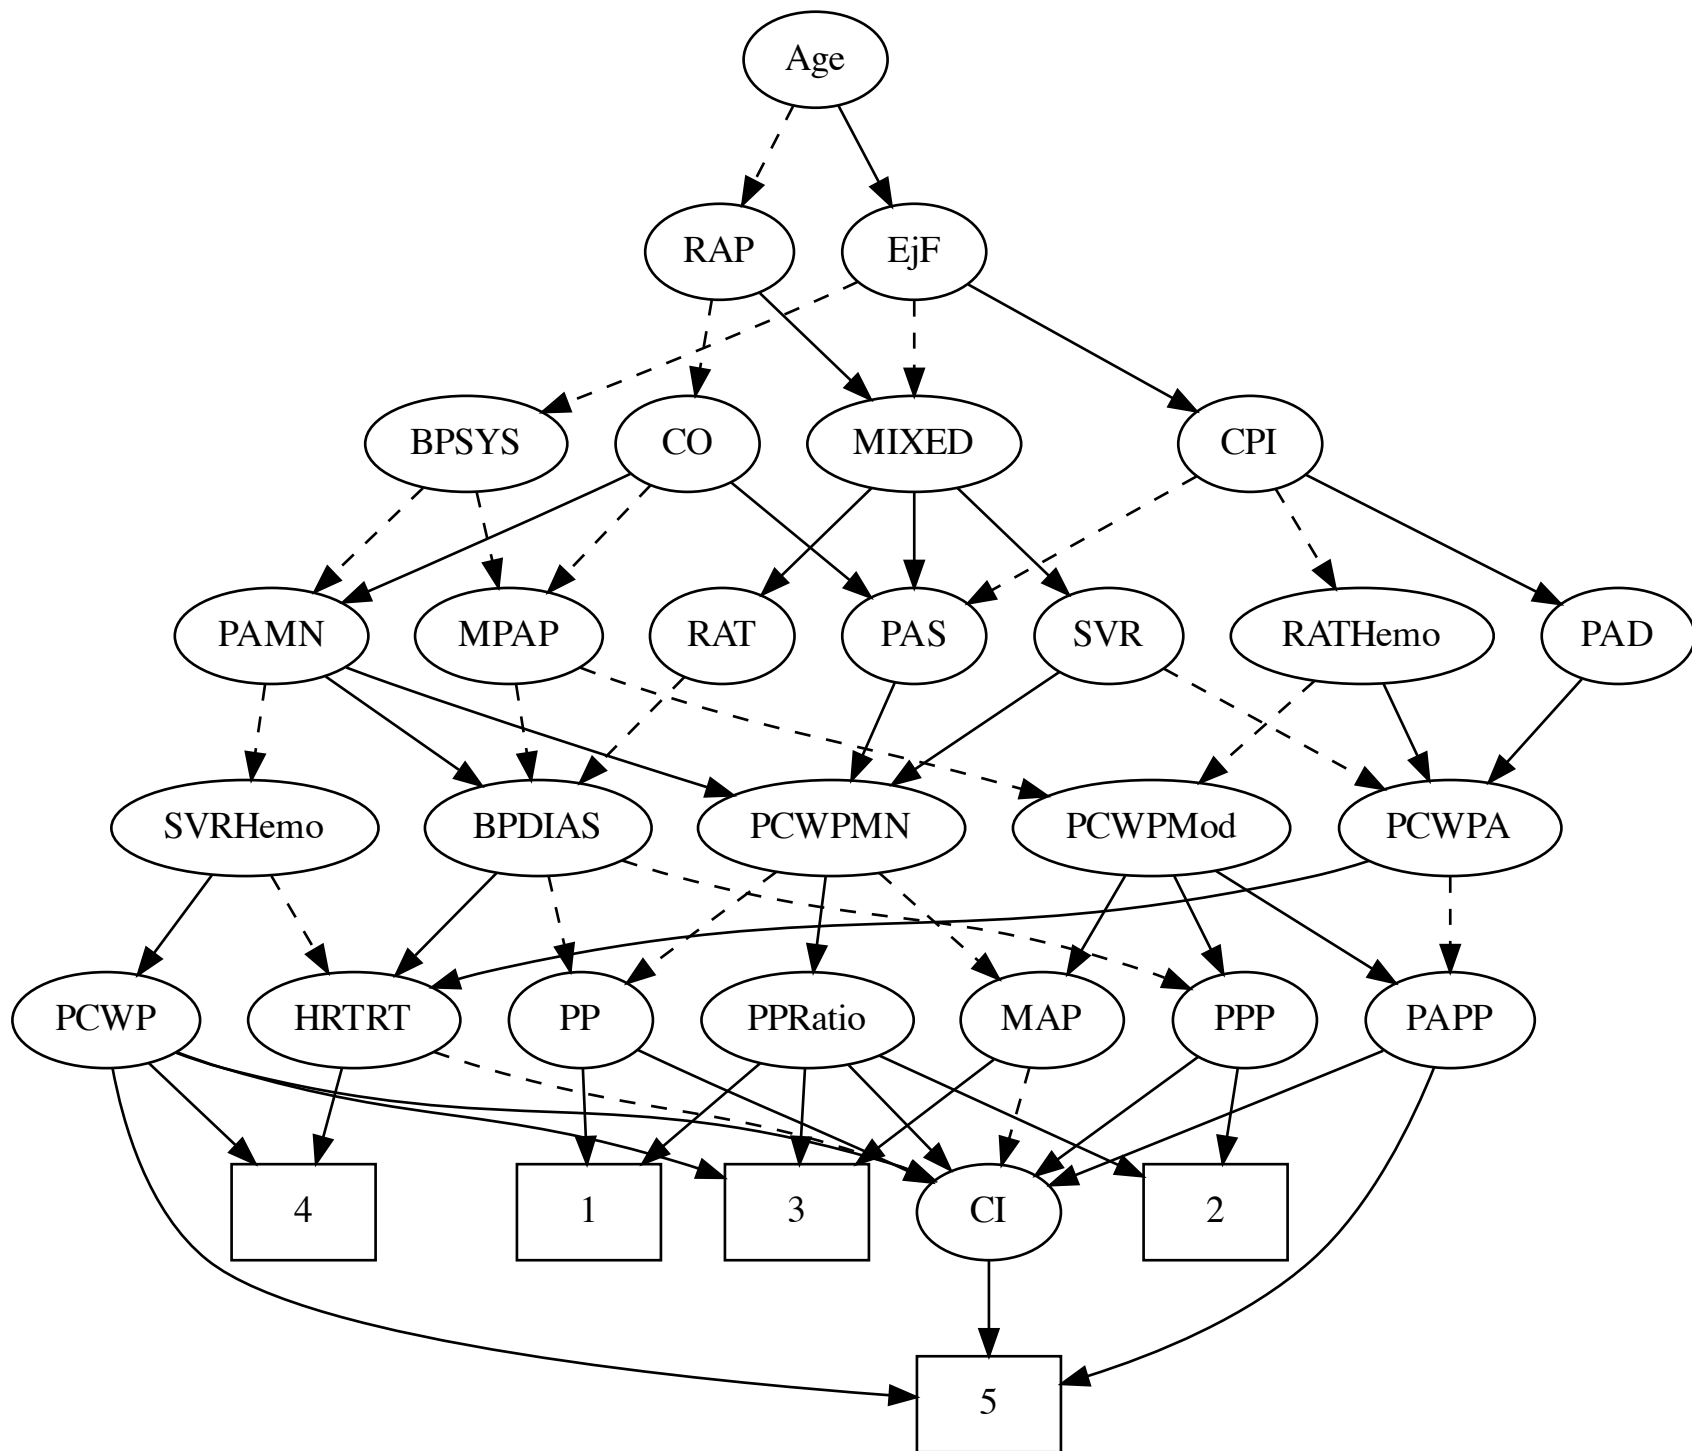 Age
RAP
EjF
BPSYS
CO
MIXED
CPI
PAMN
MPAP
RAT
PAS
SVR
RATHemo
PAD
SVRHemo
BPDIAS
PCWPMN
PCWPMod
PCWPA
PCWP
HRTRT
PP
PPRatio
MAP
PPP
PAPP
4
1
3
CI
2
5